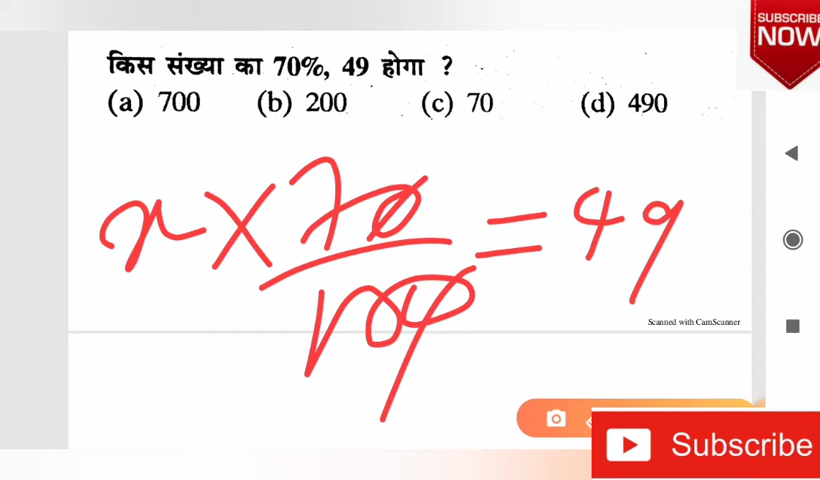 SUBSCRIBE
NOW
किस संख्या का 70%, 49 होगा ?
(a) 700 (b) 200 (c) 70 (d) 490
x × 70/100 = 49
Scanned with CamScanner
Subscribe